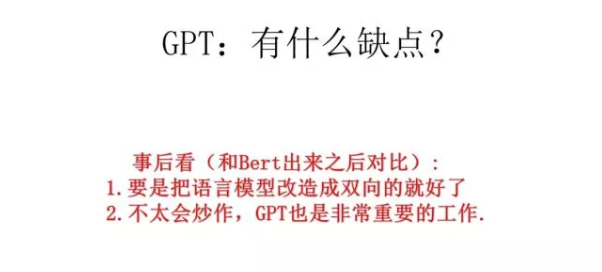 GPT：有什么缺点？
事后看（和Bert出来之后对比）:
1.要是把语言模型改造成双向的就好了
2.不太会炒作，GPT也是非常重要的工作.